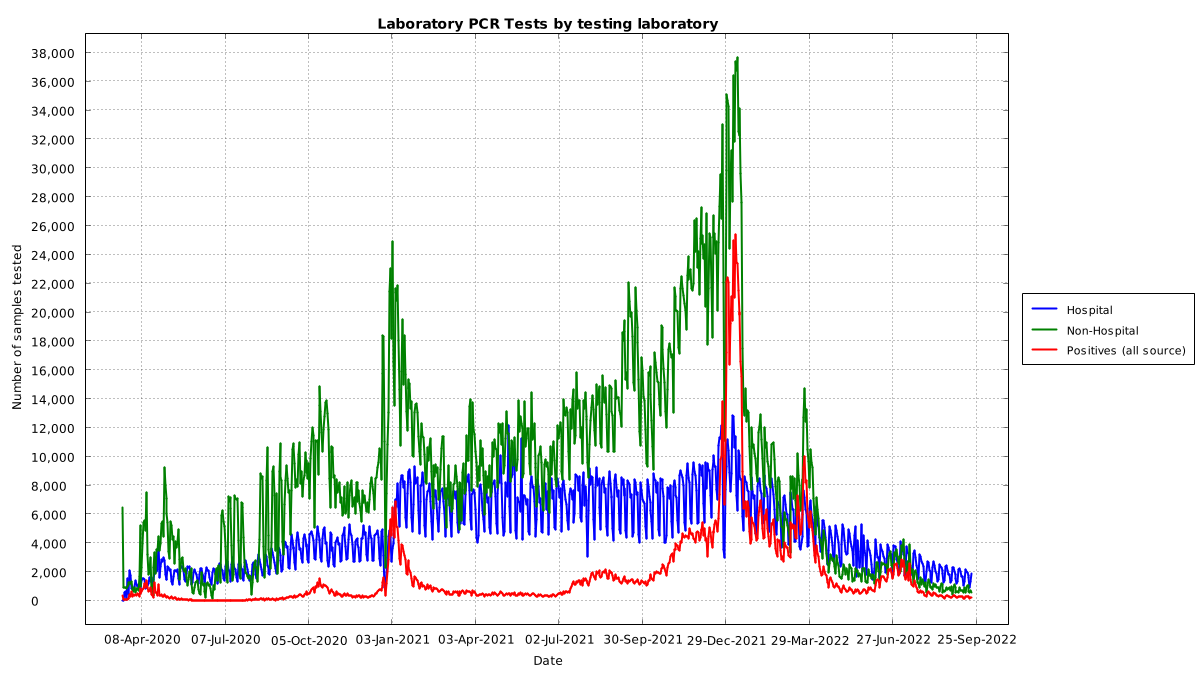 Laboratory PCR Tests by testing laboratory
38,000
36,000
34,000
32,000
30,000
28,000
26,000
24,000
22,000
20,000
18,000
16,000
14,000
12,000
10,000
8,000
6,000
4,000
2,000
0
Number of samples tested
08-Apr-2020 07-Jul-2020 05-Oct-2020 03-Jan-2021 03-Apr-2021 02-Jul-2021 30-Sep-2021 29-Dec-2021 29-Mar-2022 27-Jun-2022 25-Sep-2022
Date
Hospital
Non-Hospital
Positives (all source)